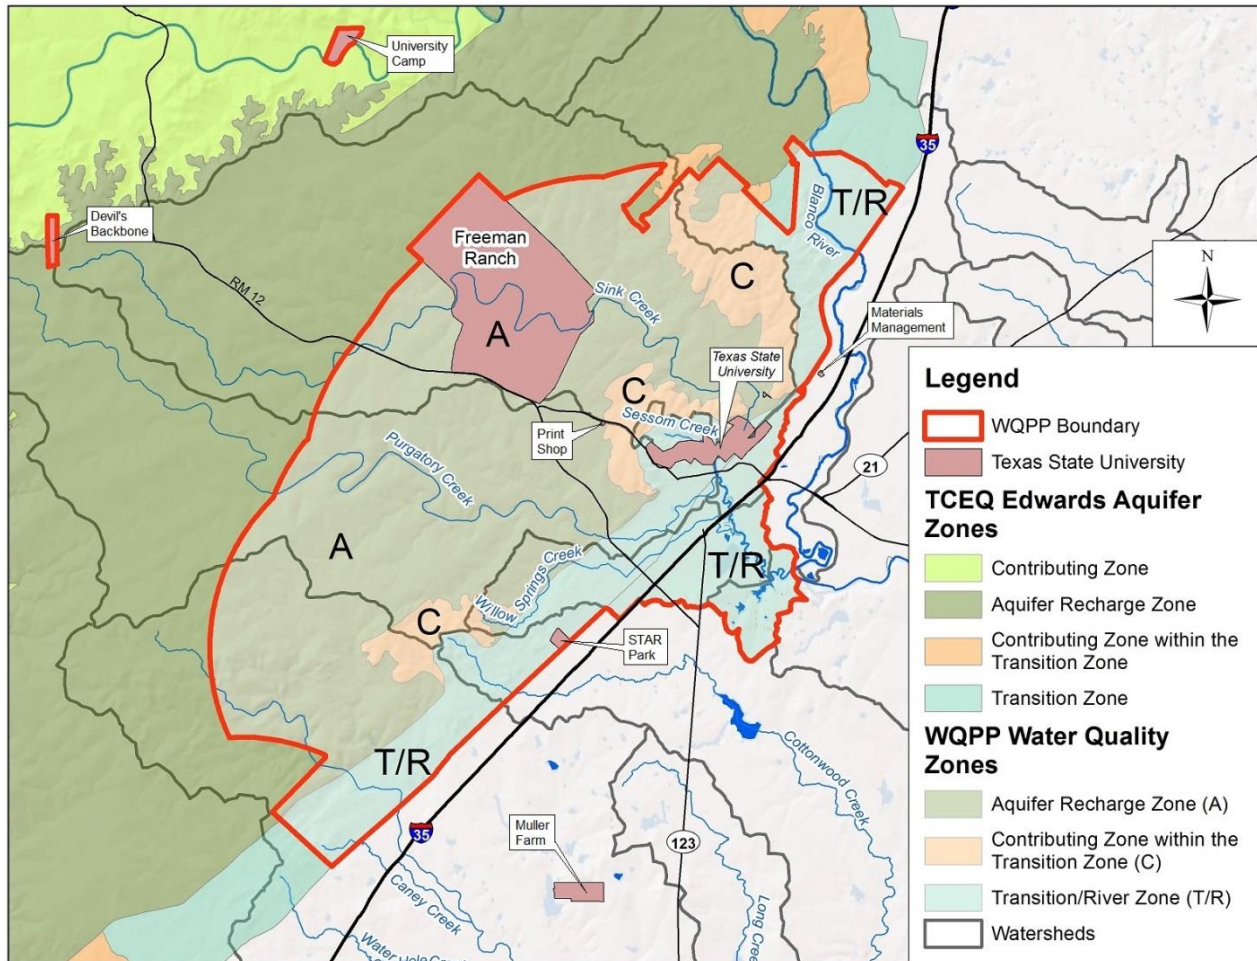 University
Camp
35
Devil's
Backbone
Freeman
Ranch
T/R
Blanco
River
N
RM 12
Sink Creek
C
A
Materials
Management
Texas State
University
C
Sessom Creek
Print
Shop
Purgatory Creek
21
A
T/R
Willow Springs Creek
C
STAR
Park
T/R
Cottonwood Creek
35
Muller
Farm
123
Caney Creek
Long Cree
Legend
WQPP Boundary
Texas State University
TCEQ Edwards Aquifer
Zones
Contributing Zone
Aquifer Recharge Zone
Contributing Zone within the
Transition Zone
Transition Zone
WQPP Water Quality
Zones
Aquifer Recharge Zone (A)
Contributing Zone within the
Transition Zone (C)
Transition/River Zone (T/R)
Watersheds